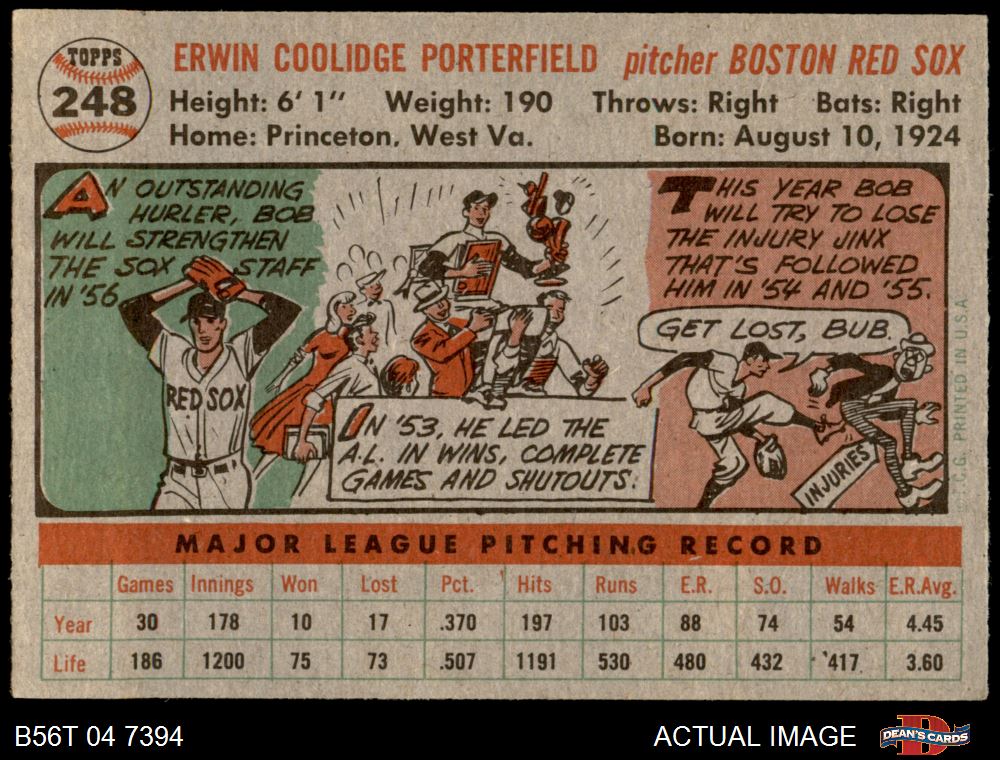 TOPPS
248
ERWIN COOLIDGE PORTERFIELD pitcher BOSTON RED SOX
Height: 6' 1" Weight: 190 Throws: Right Bats: Right
Home: Princeton, West Va. Born: August 10, 1924
AN OUTSTANDING
HURLER, BOB
WILL STRENGTHEN
THE SOX STAFF
IN '56
RED SOX
IN '53, HE LED THE
A.L. IN WINS, COMPLETE
GAMES AND SHUTOUTS.
THIS YEAR BOB
WILL TRY TO LOSE
THE INJURY JINX
THAT'S FOLLOWED
HIM IN '54 AND '55.
GET LOST, BUB.
INJURIES
T.C.G. PRINTED IN U.S.A.
MAJOR LEAGUE PITCHING RECORD
Games Innings Won Lost Pct. Hits Runs E.R. S.O. Walks E.R.Avg.
Year 30 178 10 17 .370 197 103 88 74 54 4.45
Life 186 1200 75 73 .507 1191 530 480 432 417 3.60
B56T 04 7394 ACTUAL IMAGE
D
DEAN'S CARDS